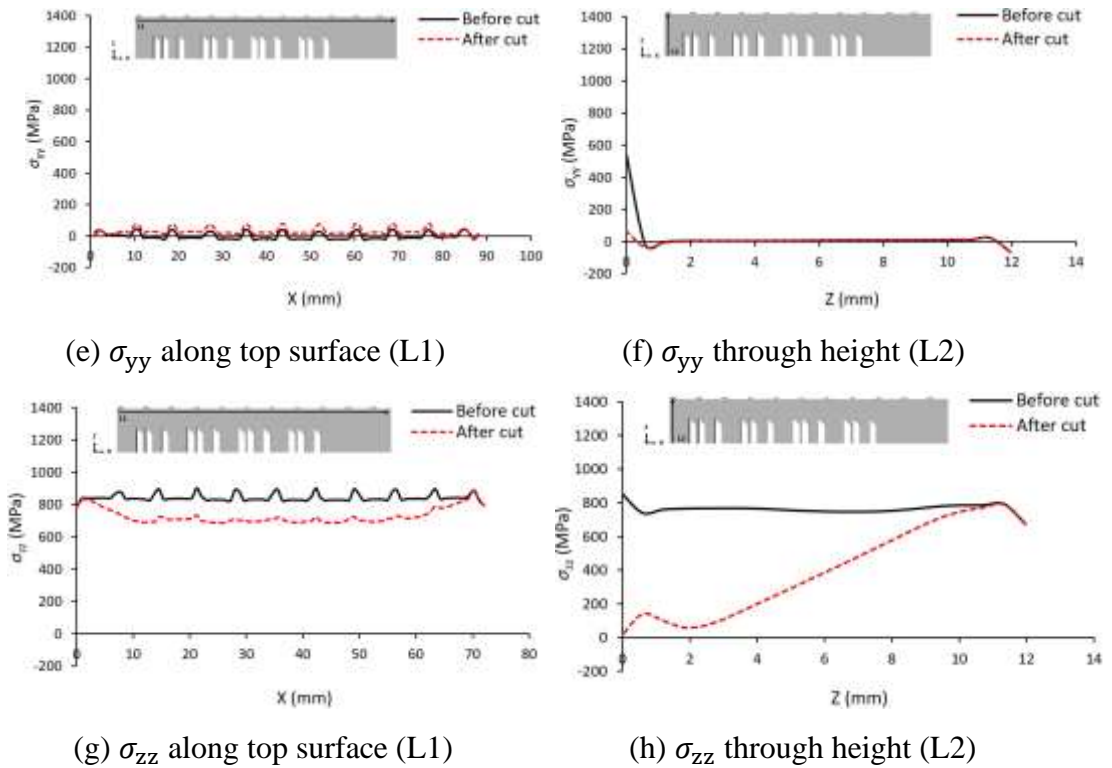 1400
1200
1000
800
600
400
200
0
-200
σyy (MPa)
0 10 20 30 40 50 60 70 80 90 100
X (mm)
Before cut
After cut
1400
1200
1000
800
600
400
200
0
-200
σyy (MPa)
0 2 4 6 8 10 12 14
Z (mm)
Before cut
After cut
(e) σyy along top surface (L1)
(f) σyy through height (L2)
1400
1200
1000
800
600
400
200
0
-200
σzz (MPa)
0 10 20 30 40 50 60 70 80
X (mm)
Before cut
After cut
1400
1200
1000
800
600
400
200
0
-200
σzz (MPa)
0 2 4 6 8 10 12 14
Z (mm)
Before cut
After cut
(g) σzz along top surface (L1)
(h) σzz through height (L2)